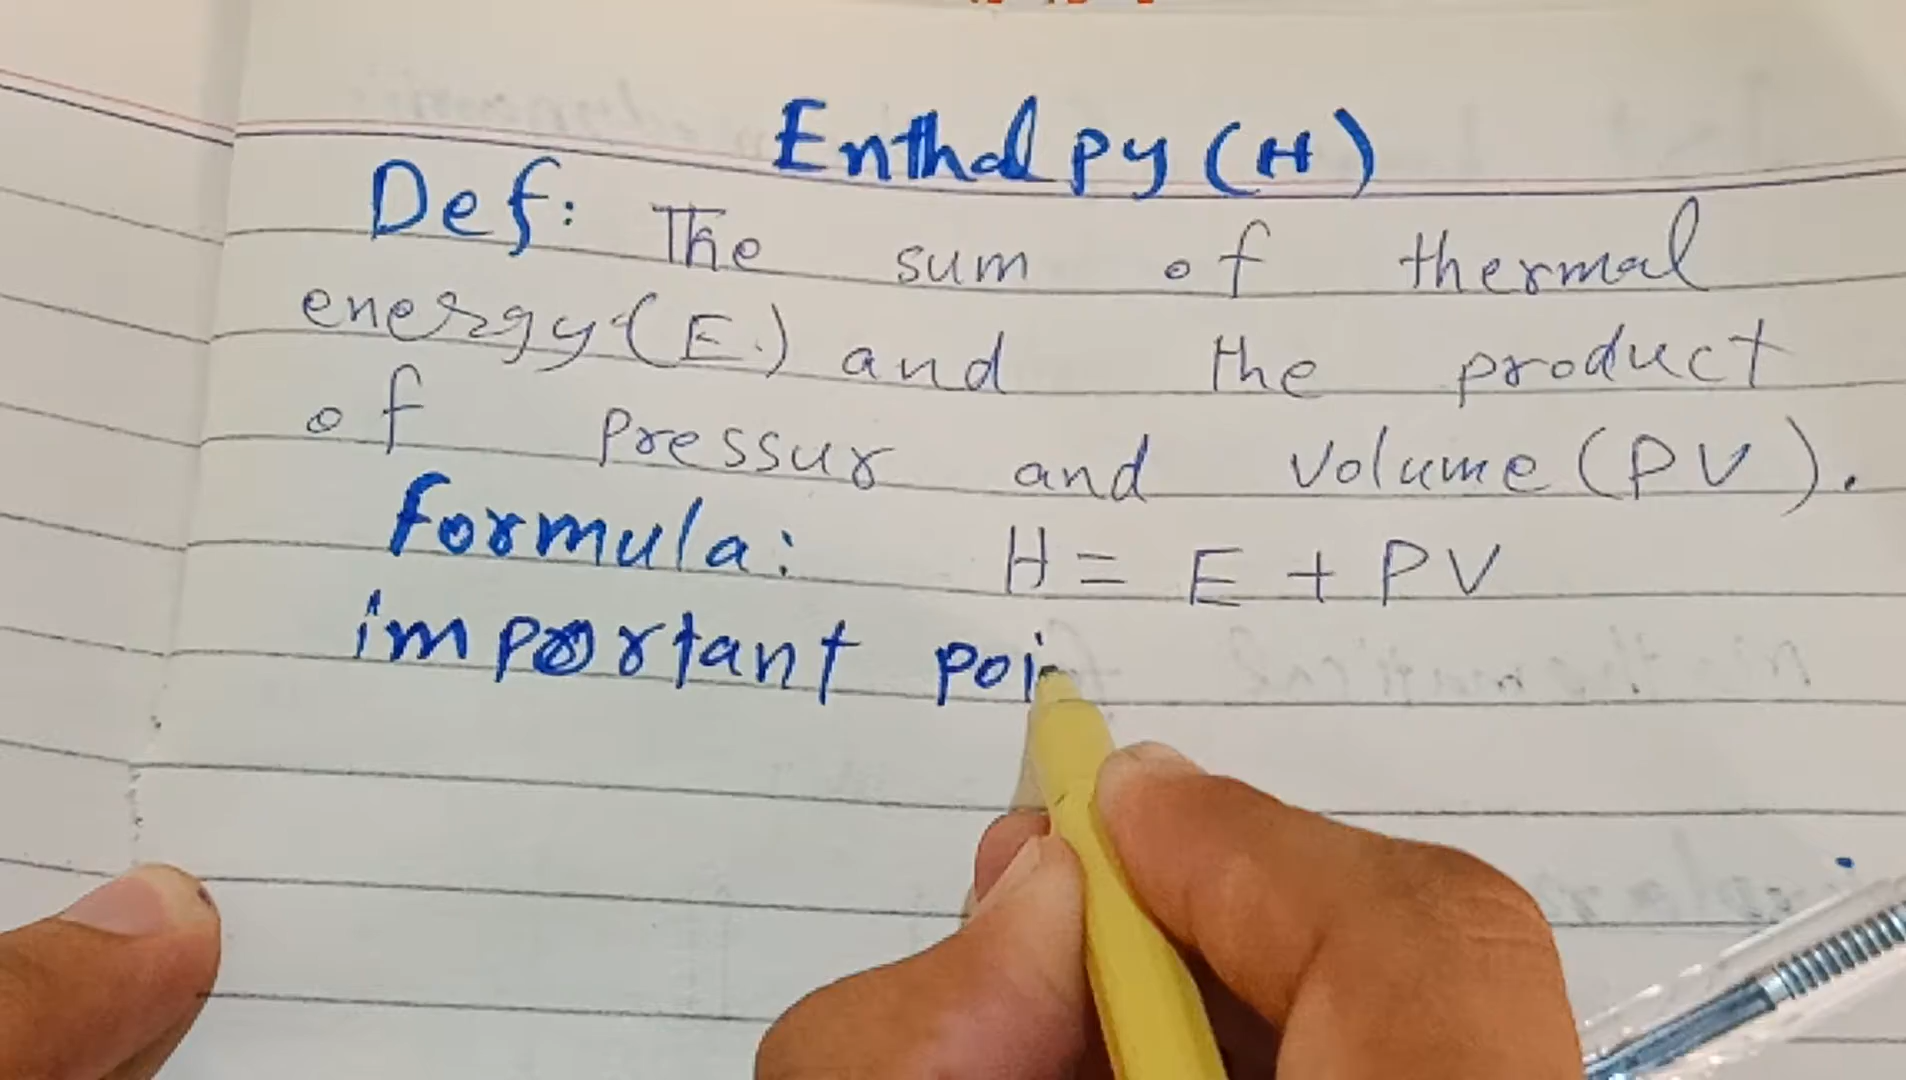 Enthalpy (H)
Def: The sum of thermal
energy (E) and the product
of pressur and volume (PV).
Formula: H = E + PV
important poi